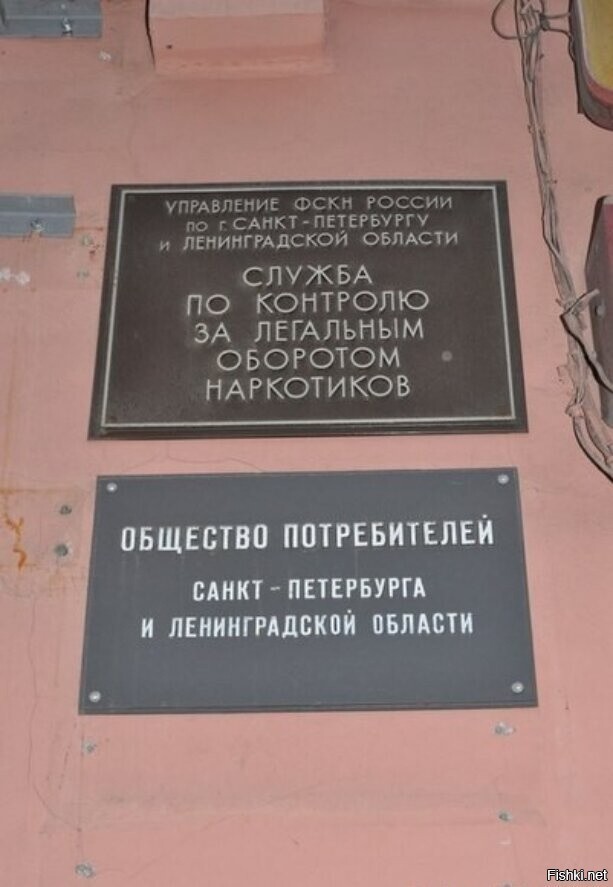 УПРАВЛЕНИЕ ФСКН РОССИИ
ПО Г. САНКТ-ПЕТЕРБУРГУ
И ЛЕНИНГРАДСКОЙ ОБЛАСТИ
СЛУЖБА
ПО КОНТРОЛЮ
ЗА ЛЕГАЛЬНЫМ
ОБОРОТОМ
НАРКОТИКОВ
ОБЩЕСТВО ПОТРЕБИТЕЛЕЙ
САНКТ-ПЕТЕРБУРГА
И ЛЕНИНГРАДСКОЙ ОБЛАСТИ
Fishki.net